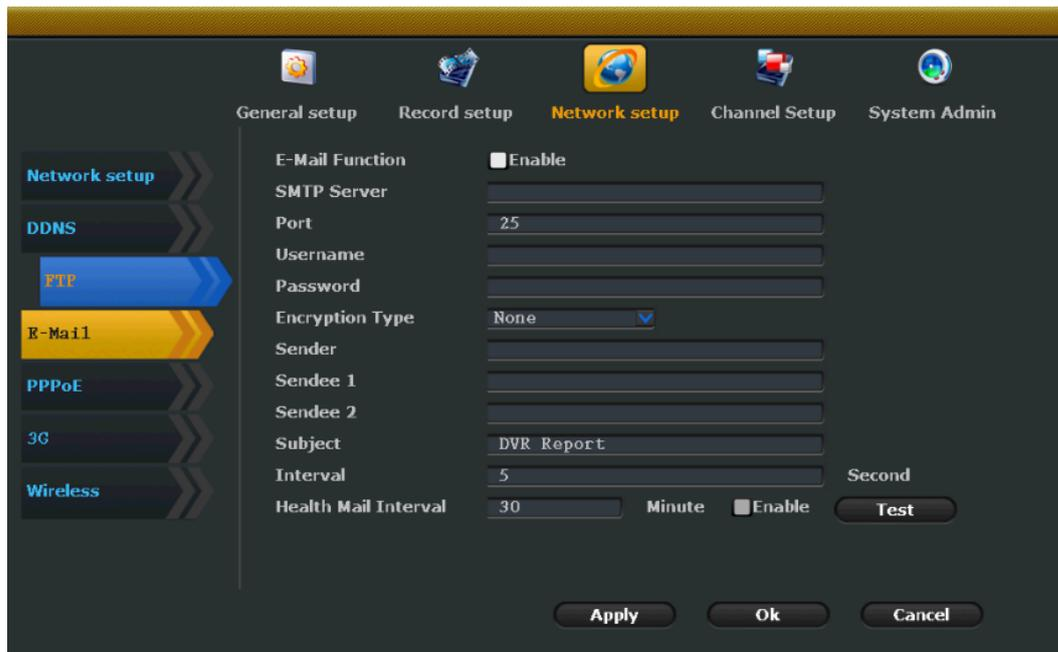 General setup Record setup Network setup Channel Setup System Admin
Network setup
DDNS
FTP
E-Mail
PPPoE
3G
Wireless
E-Mail Function Enable
SMTP Server
Port 25
Username
Password
Encryption Type None
Sender
Sendee 1
Sendee 2
Subject DVR Report
Interval 5 Second
Health Mail Interval 30 Minute Enable Test
Apply Ok Cancel